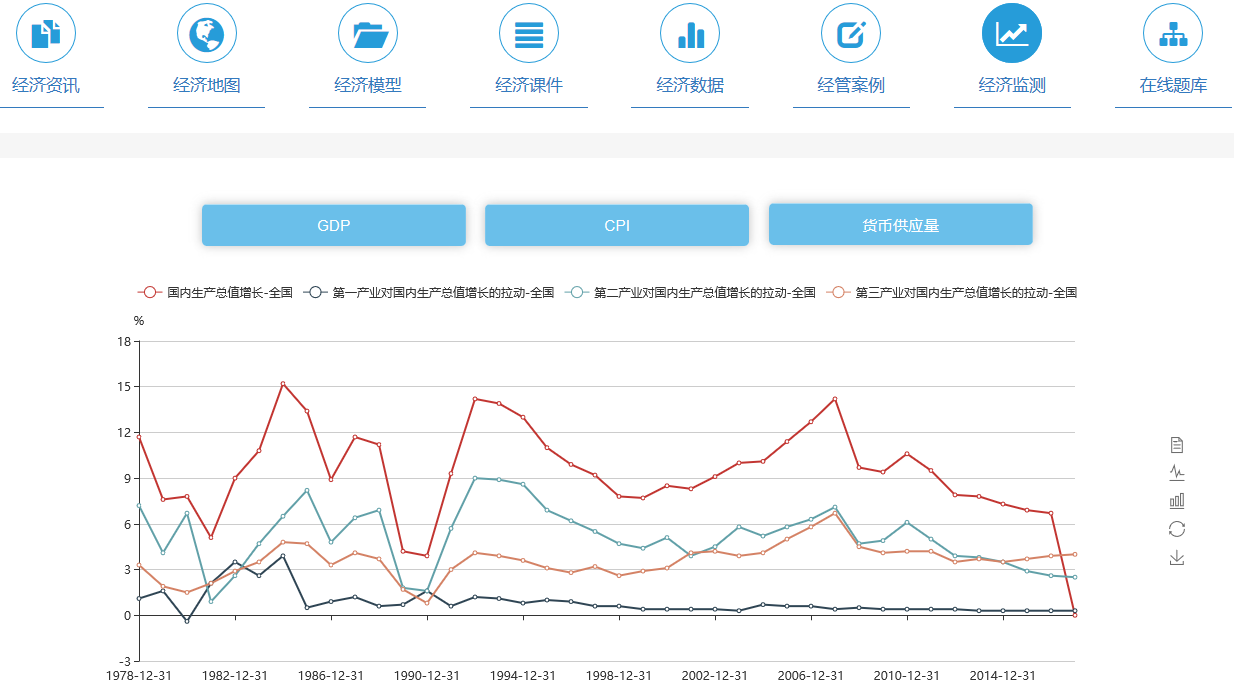 经济资讯 经济地图 经济模型 经济课件 经济数据 经管案例 经济监测 在线题库
GDP CPI 货币供应量
国内生产总值增长-全国 第一产业对国内生产总值增长的拉动-全国 第二产业对国内生产总值增长的拉动-全国 第三产业对国内生产总值增长的拉动-全国
%
18
15
12
9
6
3
0
-3
1978-12-31 1982-12-31 1986-12-31 1990-12-31 1994-12-31 1998-12-31 2002-12-31 2006-12-31 2010-12-31 2014-12-31